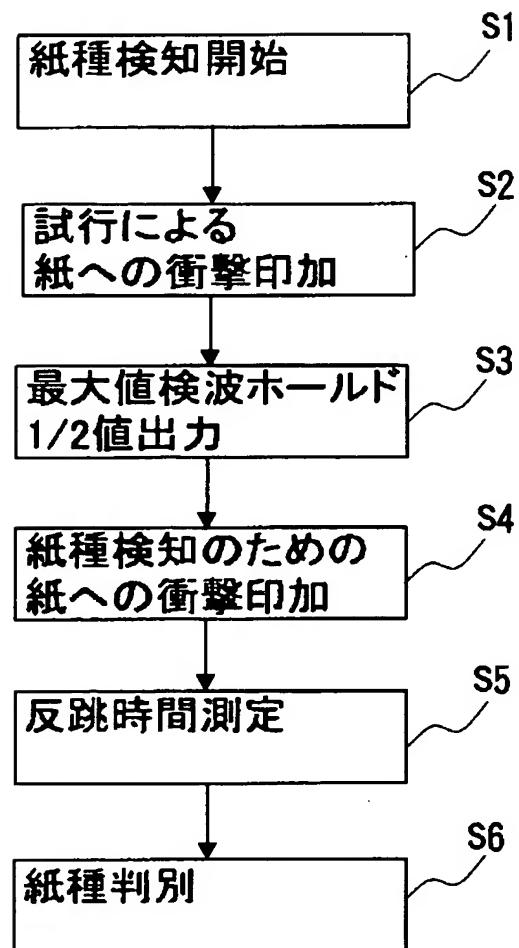 S1
紙種検知開始
S2
試行による
紙への衝撃印加
S3
最大値検波ホールド
1/2値出力
S4
紙種検知のための
紙への衝撃印加
S5
反跳時間測定
S6
紙種判別